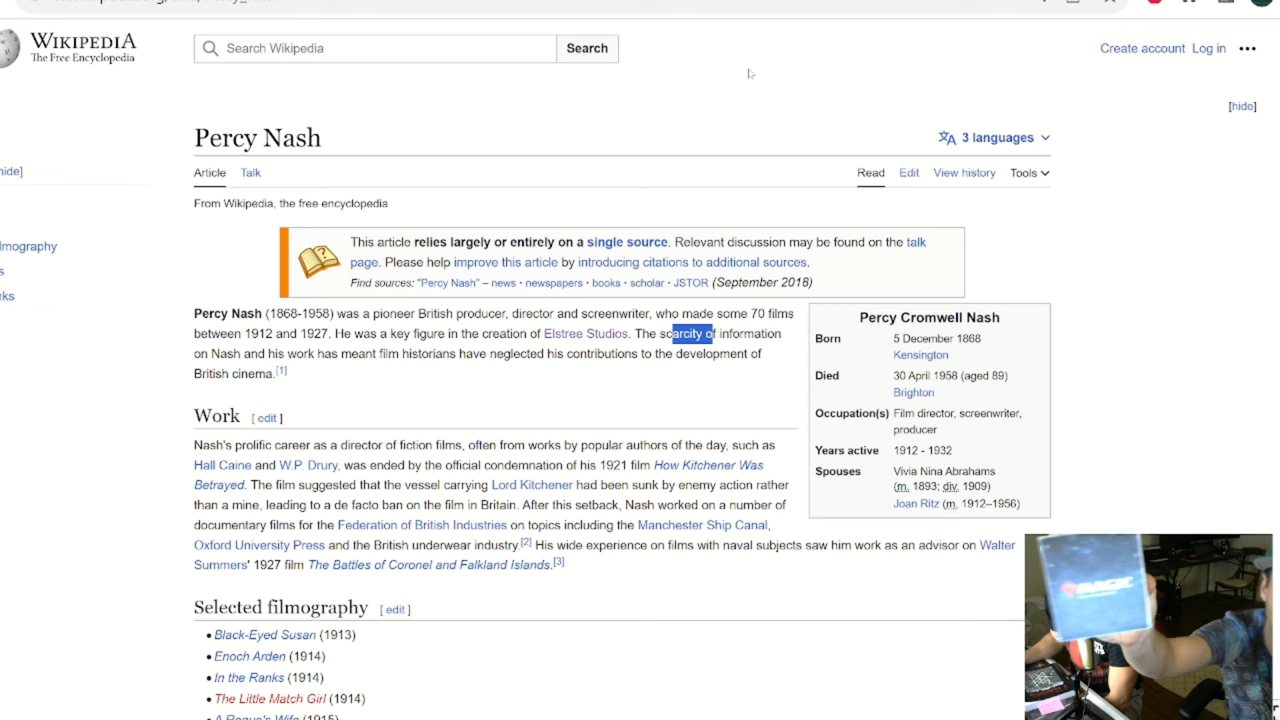 WIKIPEDIA
The Free Encyclopedia
Search Wikipedia
Search
Create account Log in
[hide]
Percy Nash
3 languages
hide]
Article Talk
Read Edit View history Tools
From Wikipedia, the free encyclopedia
This article relies largely or entirely on a single source. Relevant discussion may be found on the talk
page. Please help improve this article by introducing citations to additional sources.
Find sources: "Percy Nash" – news · newspapers · books · scholar · JSTOR (September 2018)
lmography
s
ks
Percy Nash (1868-1958) was a pioneer British producer, director and screenwriter, who made some 70 films
between 1912 and 1927. He was a key figure in the creation of Elstree Studios. The scarcity of information
on Nash and his work has meant film historians have neglected his contributions to the development of
British cinema.[1]
Percy Cromwell Nash
Born 5 December 1868
Kensington
Died 30 April 1958 (aged 89)
Brighton
Occupation(s) Film director, screenwriter,
producer
Years active 1912 - 1932
Spouses Vivia Nina Abrahams
(m. 1893; div. 1909)
Joan Ritz (m. 1912–1956)
Work [ edit ]
Nash's prolific career as a director of fiction films, often from works by popular authors of the day, such as
Hall Caine and W.P. Drury, was ended by the official condemnation of his 1921 film How Kitchener Was
Betrayed. The film suggested that the vessel carrying Lord Kitchener had been sunk by enemy action rather
than a mine, leading to a de facto ban on the film in Britain. After this setback, Nash worked on a number of
documentary films for the Federation of British Industries on topics including the Manchester Ship Canal,
Oxford University Press and the British underwear industry.[2] His wide experience on films with naval subjects saw him work as an advisor on Walter
Summers' 1927 film The Battles of Coronel and Falkland Islands.[3]
Selected filmography [ edit ]
• Black-Eyed Susan (1913)
• Enoch Arden (1914)
• In the Ranks (1914)
• The Little Match Girl (1914)
• A Rogue's Wife (1915)